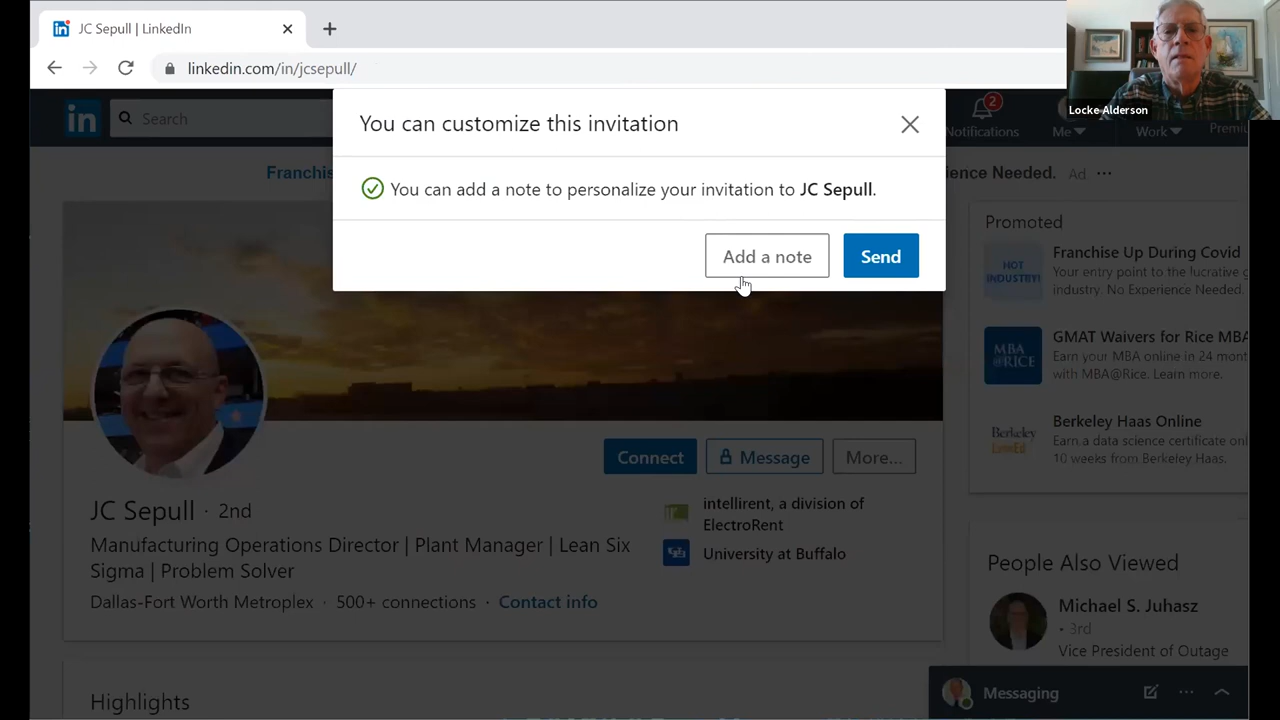 JC Sepull | LinkedIn
linkedin.com/in/jcsepull/
Locke Alderson
in
Search
2
Notifications
Me
Work
You can customize this invitation
You can add a note to personalize your invitation to JC Sepull.
Add a note
Send
Ad
Promoted
HOT INDUSTRY!
Franchise Up During Covid
Your entry point to the lucrative
industry. No Experience Needed.
MBA
@RICE
GMAT Waivers for Rice MBA
Earn your MBA online in 24
with MBA@Rice. Learn more.
Berkeley
Berkeley Haas Online
Earn a data science certificate
10 weeks from Berkeley Haas.
Connect
Message
More...
JC Sepull · 2nd
Manufacturing Operations Director | Plant Manager | Lean Six
Sigma | Problem Solver
Dallas-Fort Worth Metroplex · 500+ connections · Contact info
intellirent, a division of
ElectroRent
University at Buffalo
People Also Viewed
Michael S. Juhasz
• 3rd
Vice President of Outage
Highlights
Messaging